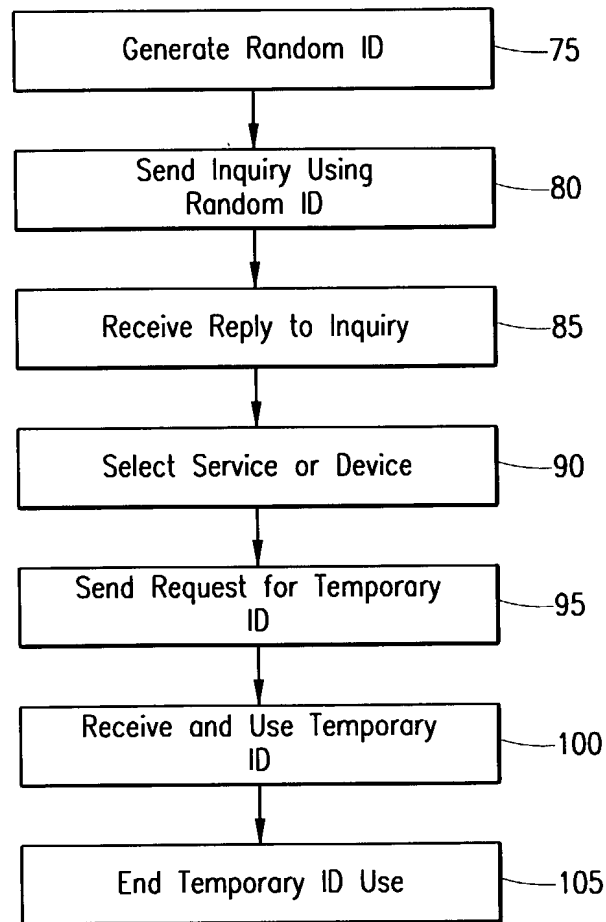 Generate Random ID
75
Send Inquiry Using
Random ID
80
Receive Reply to Inquiry
85
Select Service or Device
90
Send Request for Temporary
ID
95
Receive and Use Temporary
ID
100
End Temporary ID Use
105